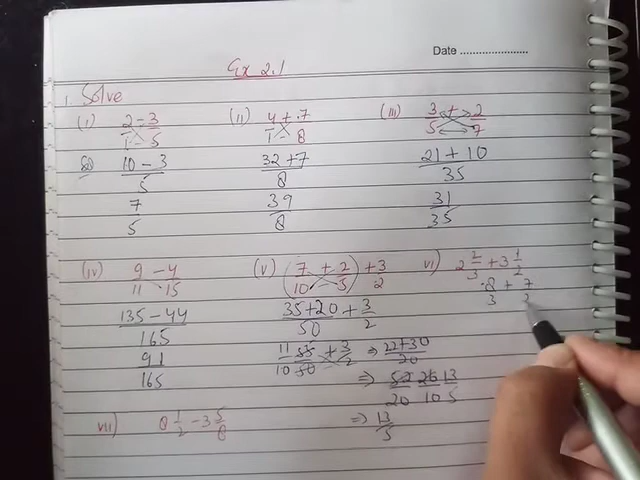 Date ........................
Ex 2.1
1. Solve
(i) 2/1 - 3/5 (ii) 4/1 + 7/8 (iii) 3/5 + 2/7
Sol 10 - 3/5 32 + 7/8 21 + 10/35
7/5 39/8 31/35
(iv) 9/11 - 4/15 (v) (7/10 + 2/5) + 3/2 vi) 2 2/3 + 3 1/2
135 - 44/165 35 + 20/50 + 3/2 8/3 + 7/2
91/165 11/10 55/50 + 3/2 ⇒ 22 + 30/20
⇒ 52/20 26/10 13/5
vii) 8 1/2 - 3 5/8 ⇒ 13/5